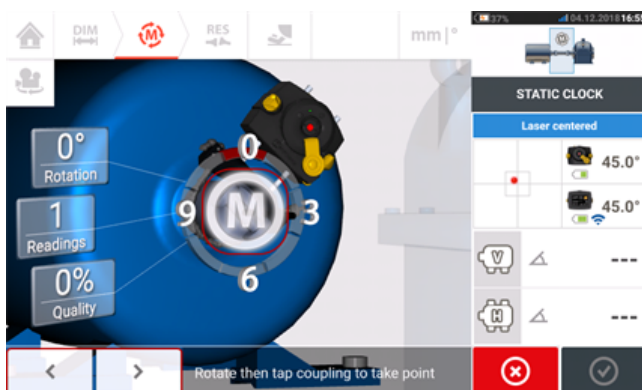 DIM
M
RES
mm | °
37%
04.12.2018 16:55
M
STATIC CLOCK
Laser centered
45.0°
45.0°
0°
Rotation
1
Readings
0%
Quality
0
9
M
3
6
V
---
H
---
Rotate then tap coupling to take point